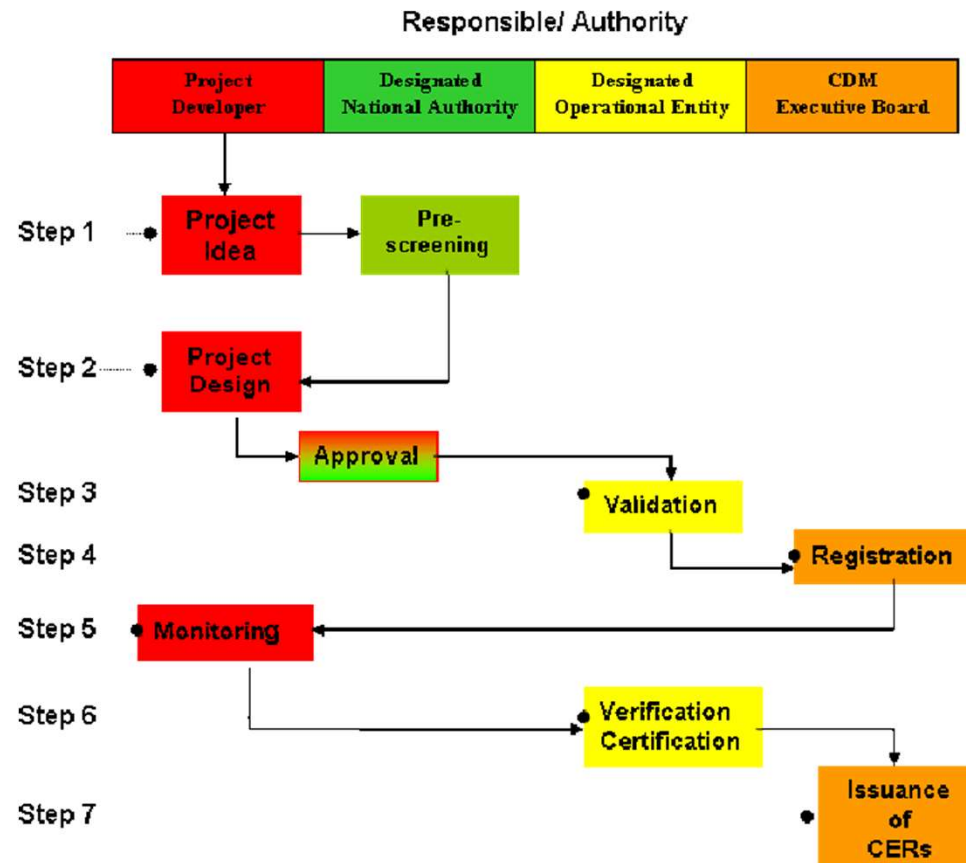 Responsible/ Authority
Project
Developer
Designated
National Authority
Designated
Operational Entity
CDM
Executive Board
Step 1
Project
Idea
Pre-
screening
Step 2
Project
Design
Approval
Step 3
Validation
Step 4
Registration
Step 5
Monitoring
Step 6
Verification
Certification
Step 7
Issuance
of
CERs